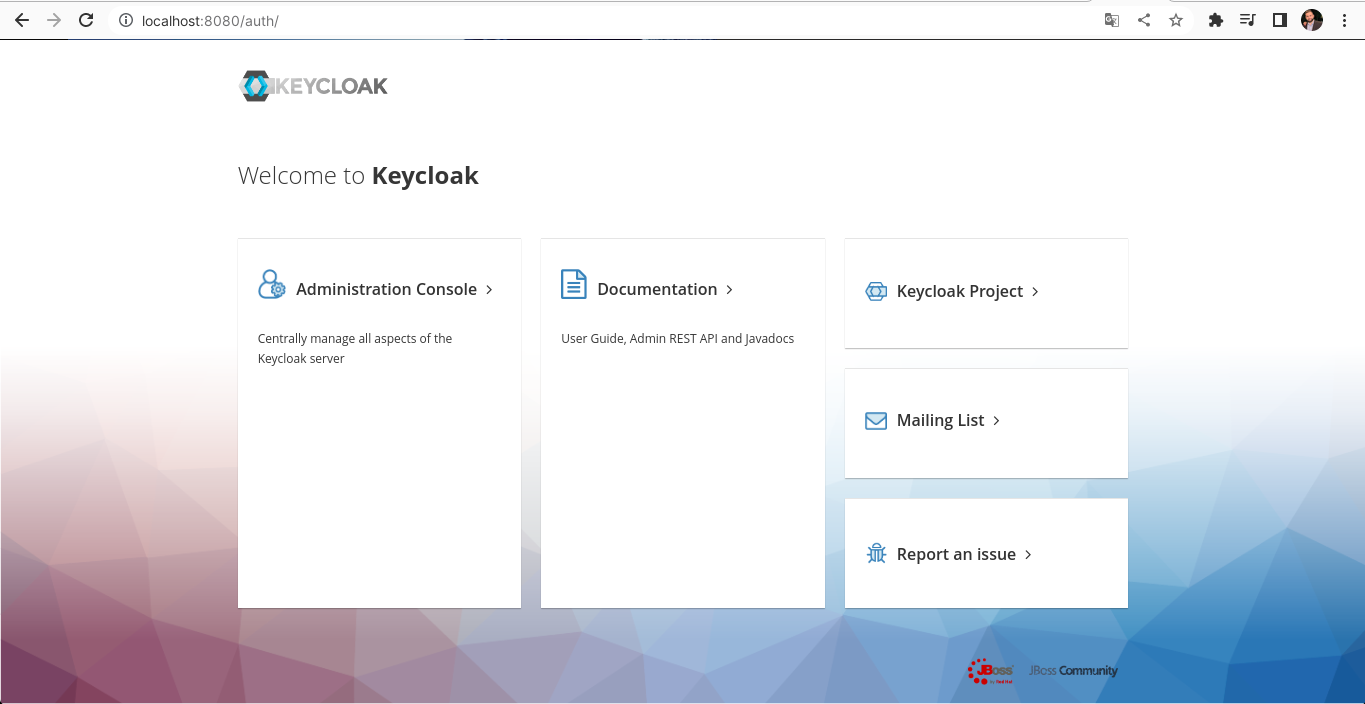 localhost:8080/auth/
KEYCLOAK
Welcome to Keycloak
Administration Console
Centrally manage all aspects of the
Keycloak server
Documentation
User Guide, Admin REST API and Javadocs
Keycloak Project
Mailing List
Report an issue
JBoss
by Red Hat
JBoss Community